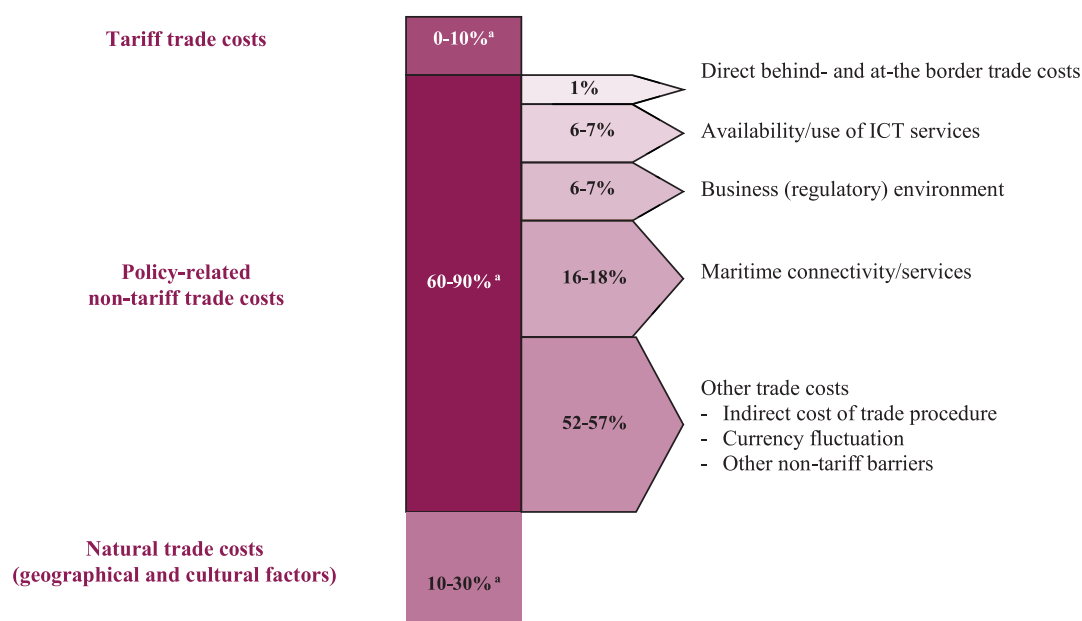 Tariff trade costs
0-10% a
Direct behind- and at-the border trade costs
1%
6-7%
Availability/use of ICT services
6-7%
Business (regulatory) environment
Policy-related
non-tariff trade costs
60-90% a
16-18%
Maritime connectivity/services
52-57%
Other trade costs
- Indirect cost of trade procedure
- Currency fluctuation
- Other non-tariff barriers
Natural trade costs
(geographical and cultural factors)
10-30% a